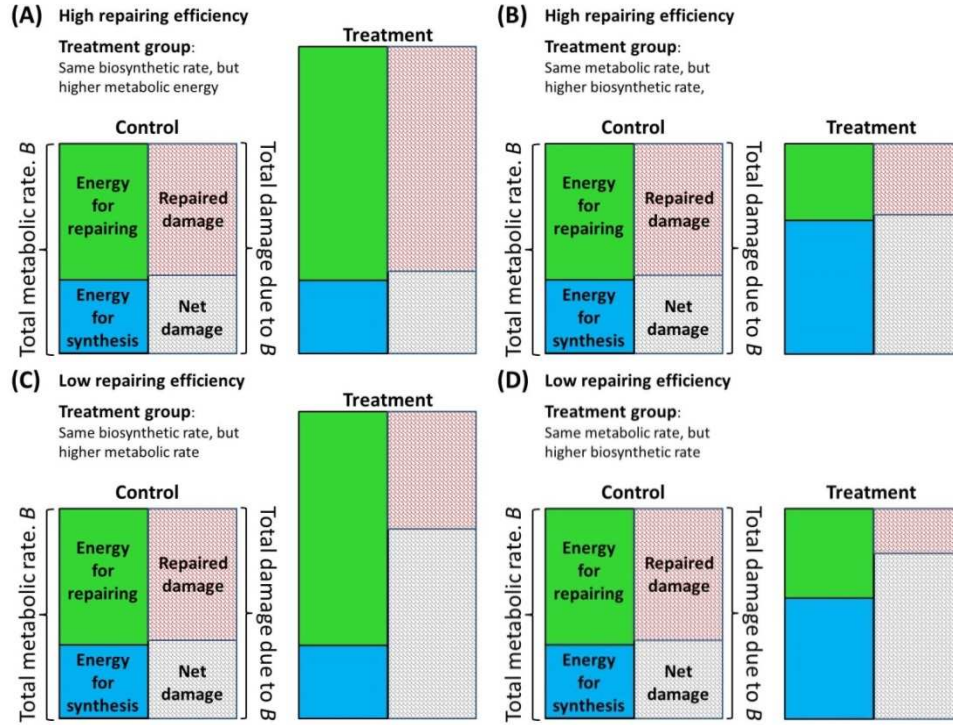 (A) High repairing efficiency
Treatment group:
Same biosynthetic rate, but
higher metabolic energy
Treatment
Control
Total metabolic rate. B
Energy
for
repairing
Repaired
damage
Energy
for
synthesis
Net
damage
Total damage due to B
(B) High repairing efficiency
Treatment group:
Same metabolic rate, but
higher biosynthetic rate,
Control
Treatment
Total metabolic rate. B
Energy
for
repairing
Repaired
damage
Energy
for
synthesis
Net
damage
Total damage due to B
(C) Low repairing efficiency
Treatment group:
Same biosynthetic rate, but
higher metabolic rate
Treatment
Control
Total metabolic rate. B
Energy
for
repairing
Repaired
damage
Energy
for
synthesis
Net
damage
Total damage due to B
(D) Low repairing efficiency
Treatment group:
Same metabolic rate, but
higher biosynthetic rate
Control
Treatment
Total metabolic rate. B
Energy
for
repairing
Repaired
damage
Energy
for
synthesis
Net
damage
Total damage due to B